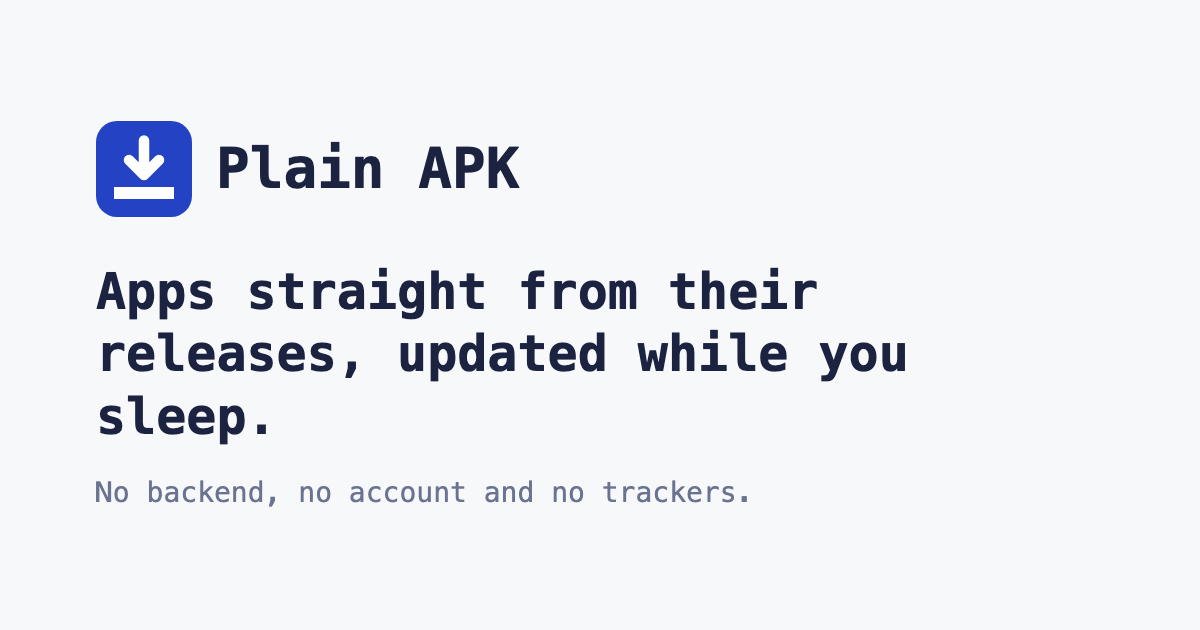 Plain APK
Apps straight from their
releases, updated while you
sleep.
No backend, no account and no trackers.